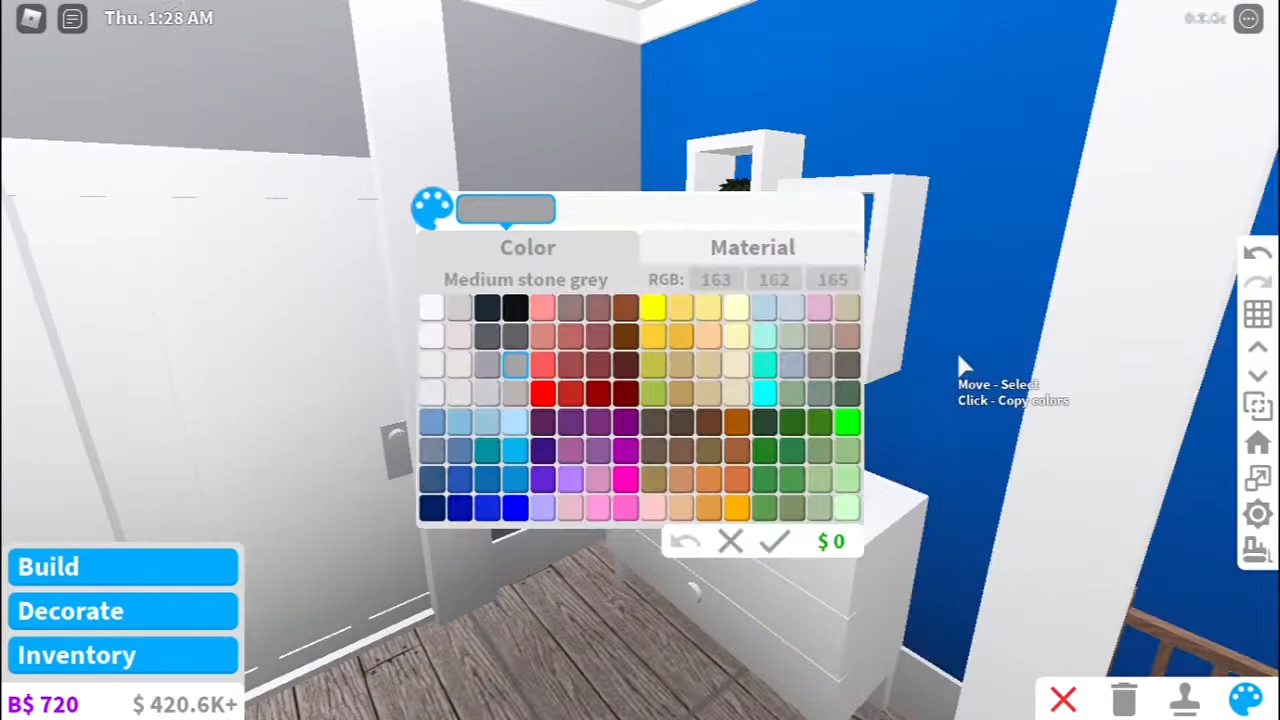 Thu. 1:28 AM
Color
Material
Medium stone grey
RGB: 163 162 165
Move - Select
Click - Copy colors
$ 0
Build
Decorate
Inventory
B$ 720
$ 420.6K+